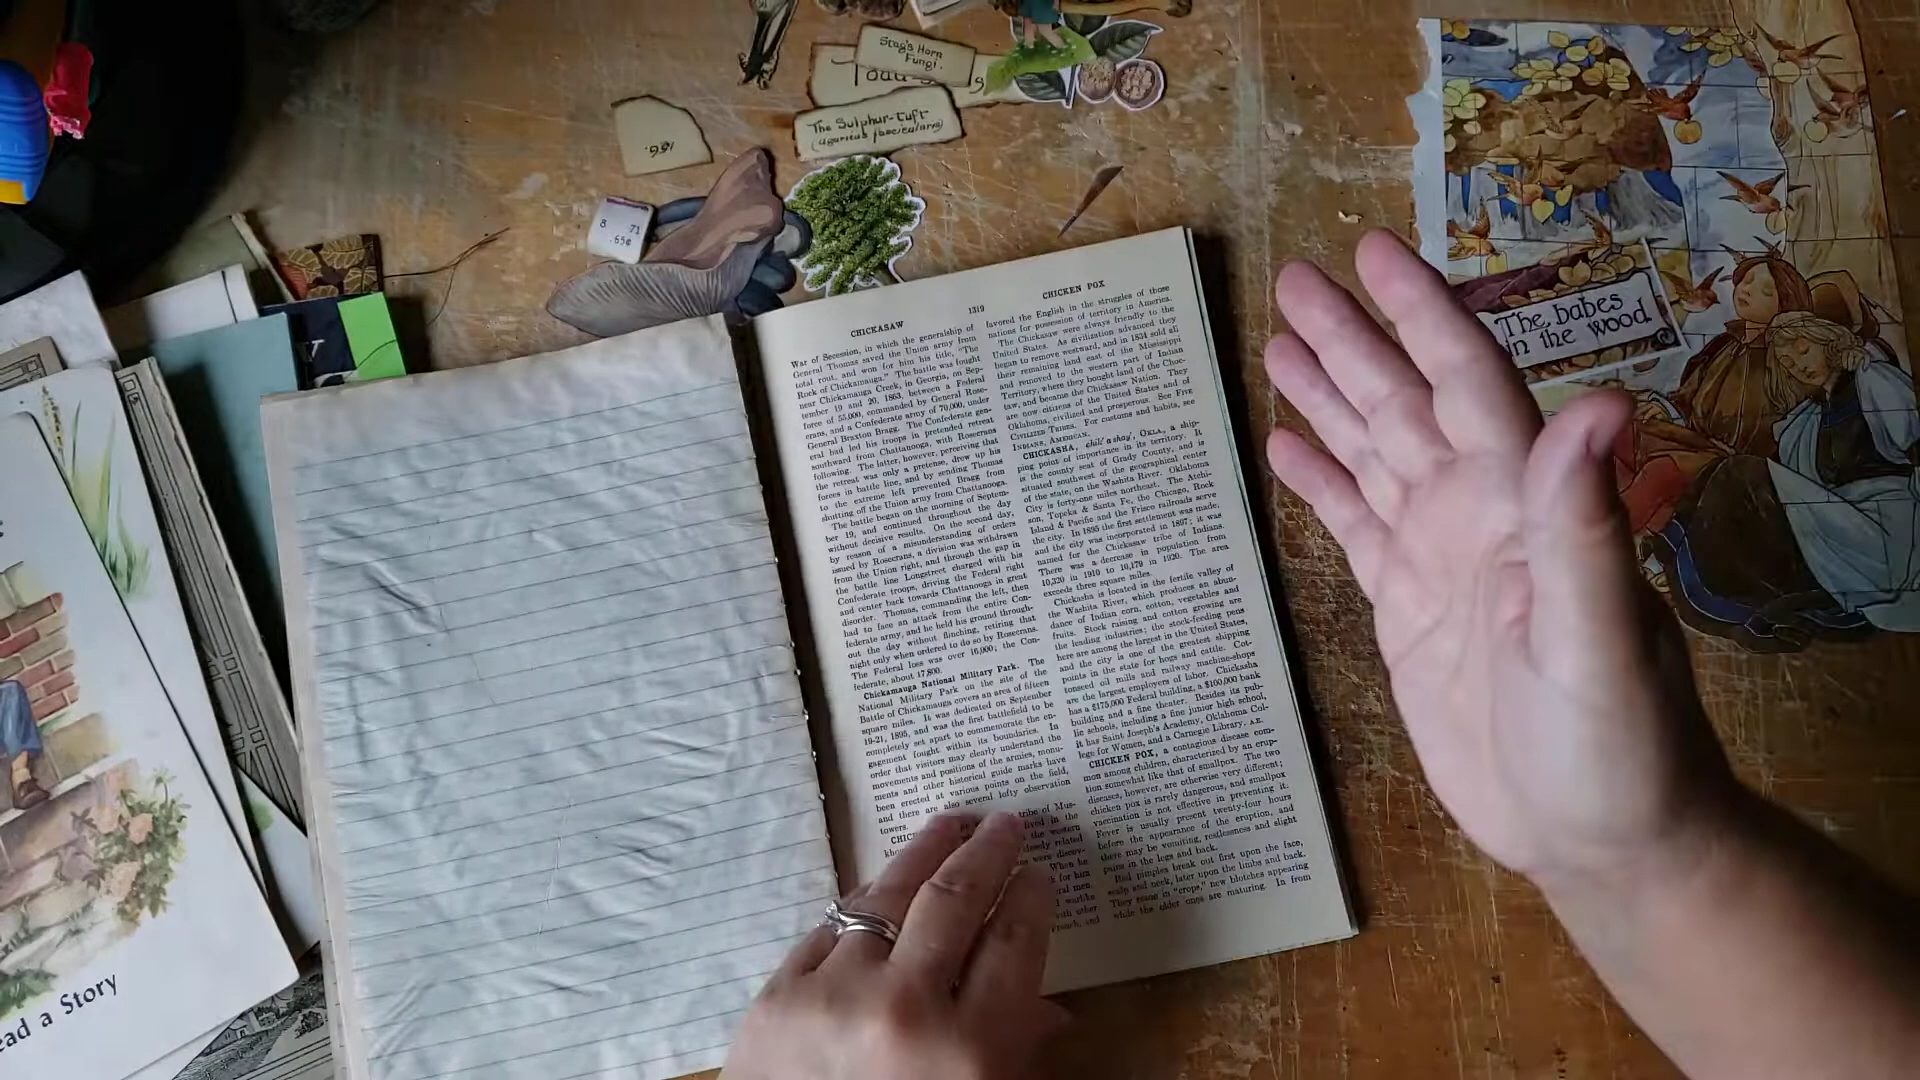 Stag's Horn
Fungi.
The Sulphur-tuft
(agaricus fascicularis)
156.
8 71
.65¢
The babes
in the wood
ead a Story
CHICKASAW
1319
CHICKEN POX
War of Secession, in which the generalship of
General Thomas saved the Union army from
total rout, and won for him his title, "The
Rock of Chickamauga." The battle was fought
near Chickamauga Creek, in Georgia, on Sep-
tember 19 and 20, 1863, between a Federal
force of 55,000, commanded by General Rose-
crans, and a Confederate army of 70,000, under
General Braxton Bragg. The Confederate gen-
eral had led his troops in pretended retreat
southward from Chattanooga, with Rosecrans
following. The latter, however, perceiving that
the retreat was only a pretense, drew up his
forces in battle line, and by sending Thomas
to the extreme left prevented Bragg from
shutting off the Union army from Chattanooga.
The battle began on the morning of Septem-
ber 19, and continued throughout the day
without decisive results. On the second day,
by reason of a misunderstanding of orders
issued by Rosecrans, a division was withdrawn
from the Union right, and through the gap in
the battle line Longstreet charged with his
Confederate troops, driving the Federal right
and center back towards Chattanooga in great
disorder. Thomas, commanding the left, then
had to face an attack from the entire Con-
federate army, and he held his ground through-
out the day without flinching, retiring that
night only when ordered to do so by Rosecrans.
The Federal loss was over 16,000; the Con-
federate, about 17,800.
Chickamauga National Military Park. The
National Military Park on the site of the
Battle of Chickamauga covers an area of fifteen
square miles. It was dedicated on September
19-21, 1895, and was the first battlefield to be
completely set apart to commemorate the en-
gagement fought within its boundaries. In
order that visitors may clearly understand the
movements and positions of the armies, monu-
ments and other historical guide marks have
been erected at various points on the field,
and there are also several lofty observation
towers.
CHIC tribe of Mus-
kho lived in the
the western
closely related
were discov-
When he
for him
men
warlike
with other
French, and
favored the English in the struggles of those
nations for possession of territory in America.
The Chickasaw were always friendly to the
United States. As civilization advanced they
began to remove westward, and in 1834 sold all
their remaining land east of the Mississippi
and removed to the western part of Indian
Territory, where they bought land of the Choc-
taw, and became the Chickasaw Nation. They
are now citizens of the United States and of
Oklahoma, civilized and prosperous. See FIVE
CIVILIZED TRIBES. For customs and habits, see
INDIANS, AMERICAN.
CHICKASHA, chik' a shay', OKLA., a ship-
ping point of importance in its territory. It
is the county seat of Grady County, and is
situated southwest of the geographical center
of the state, on the Washita River. Oklahoma
City is forty-one miles northeast. The Atchi-
son, Topeka & Santa Fe, the Chicago, Rock
Island & Pacific and the Frisco railroads serve
the city. In 1895 the first settlement was made,
and the city was incorporated in 1897; it was
named for the Chickasaw tribe of Indians.
There was a decrease in population from
10,320 in 1910 to 10,179 in 1920. The area
exceeds three square miles.
Chickasha is located in the fertile valley of
the Washita River, which produces an abun-
dance of Indian corn, cotton, vegetables and
fruits. Stock raising and cotton growing are
the leading industries; the stock-feeding pens
here are among the largest in the United States,
and the city is one of the greatest shipping
points in the state for hogs and cattle. Cot-
tonseed oil mills and railway machine-shops
are the largest employers of labor. Chickasha
has a $175,000 Federal building, a $100,000 bank
building and a fine theater. Besides its pub-
lic schools, including a fine junior high school,
it has Saint Joseph's Academy, Oklahoma Col-
lege for Women, and a Carnegie Library. A.E.
CHICKEN POX, a contagious disease com-
mon among children, characterized by an erup-
tion somewhat like that of smallpox. The two
diseases, however, are otherwise very different;
chicken pox is rarely dangerous, and smallpox
vaccination is not effective in preventing it.
Fever is usually present twenty-four hours
before the appearance of the eruption, and
there may be vomiting, restlessness and slight
pains in the legs and back.
Red pimples break out first upon the face,
scalp and neck, later upon the limbs and back.
They come in "crops," new blotches appearing
while the older ones are maturing. In from